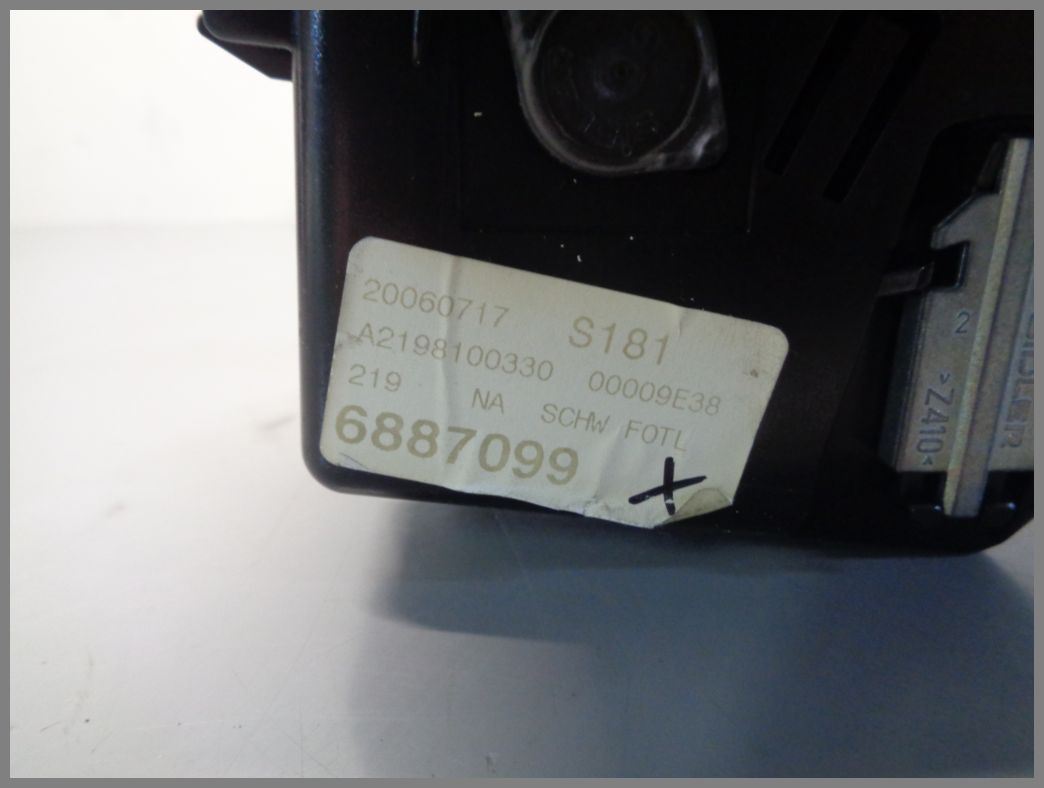 20060717 S181
A2198100330 00009E38
219 NA SCHW FOTL
6887099
X
2
>Z410<